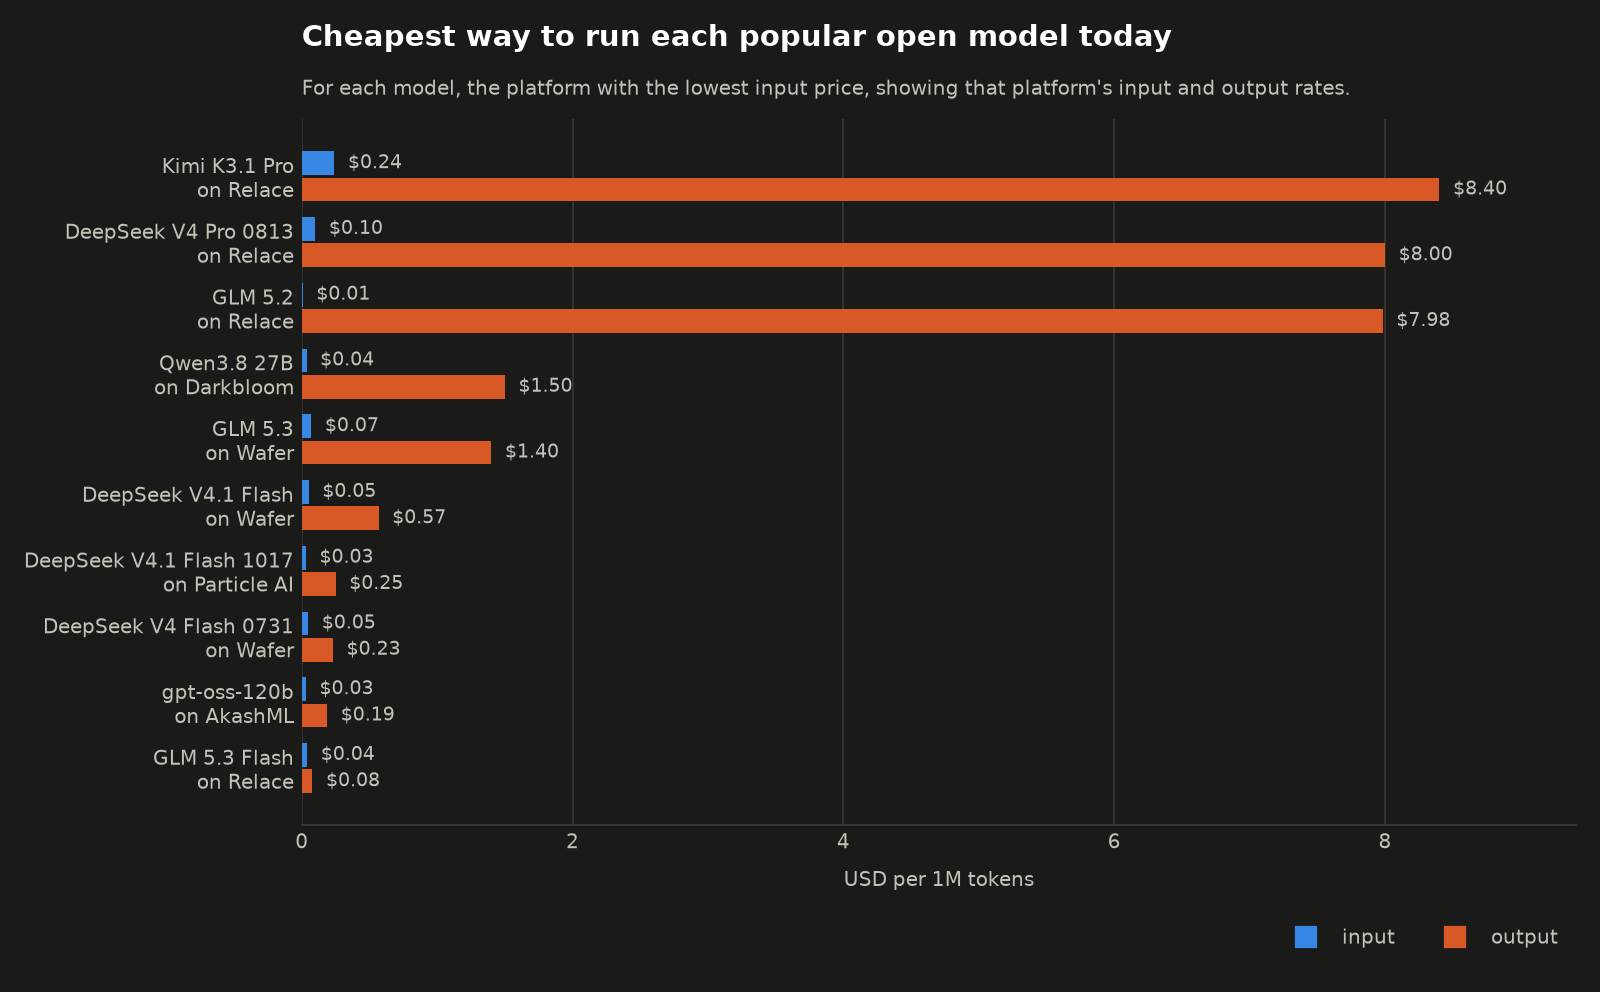 Cheapest way to run each popular open model today
For each model, the platform with the lowest input price, showing that platform's input and output rates.
Kimi K3.1 Pro
on Relace
$0.24
$8.40
DeepSeek V4 Pro 0813
on Relace
$0.10
$8.00
GLM 5.2
on Relace
$0.01
$7.98
Qwen3.8 27B
on Darkbloom
$0.04
$1.50
GLM 5.3
on Wafer
$0.07
$1.40
DeepSeek V4.1 Flash
on Wafer
$0.05
$0.57
DeepSeek V4.1 Flash 1017
on Particle AI
$0.03
$0.25
DeepSeek V4 Flash 0731
on Wafer
$0.05
$0.23
gpt-oss-120b
on AkashML
$0.03
$0.19
GLM 5.3 Flash
on Relace
$0.04
$0.08
0 2 4 6 8
USD per 1M tokens
input output